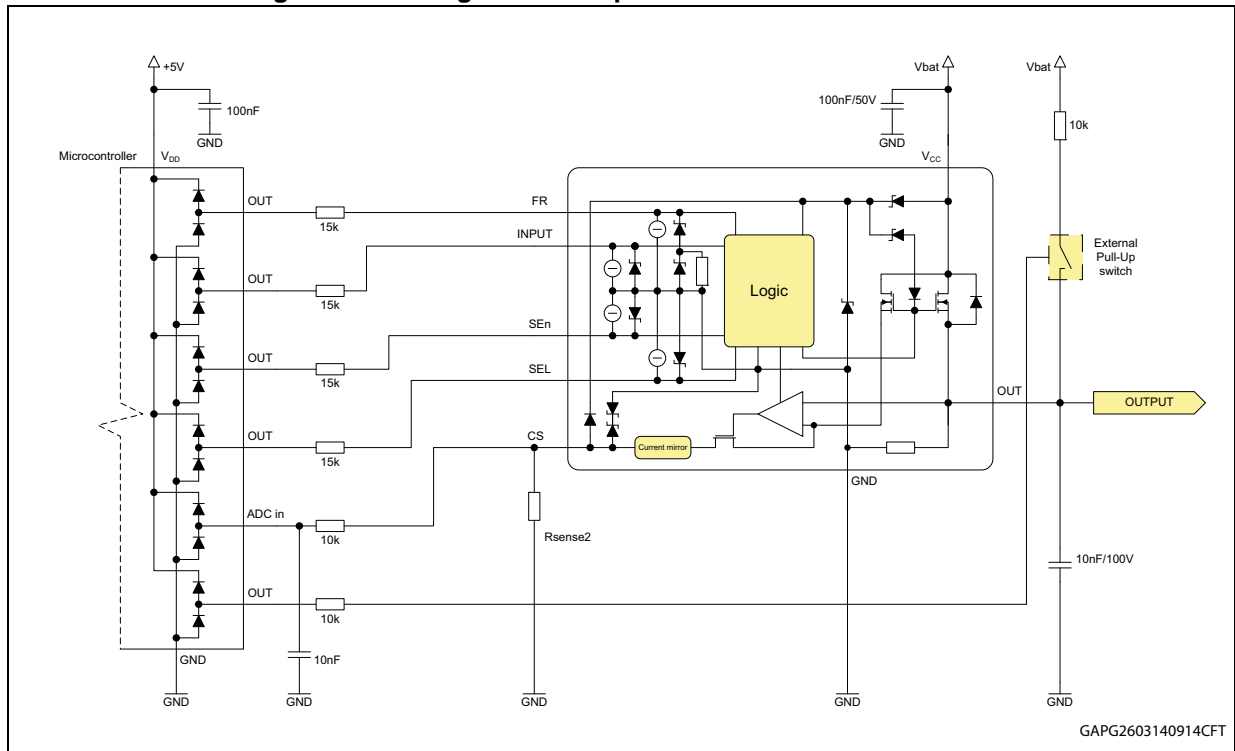 +5V
Vbat
Vbat
100nF
100nF/50V
10k
GND
GND
Microcontroller
VDD
VCC
OUT
FR
15k
INPUT
External
Pull-Up
switch
OUT
15k
Logic
SEn
OUT
15k
SEL
OUT
OUTPUT
OUT
15k
CS
Current mirror
GND
ADC in
10k
Rsense2
10nF/100V
OUT
10k
GND
10nF
GND
GND
GND
GND
GND
GAPG2603140914CFT